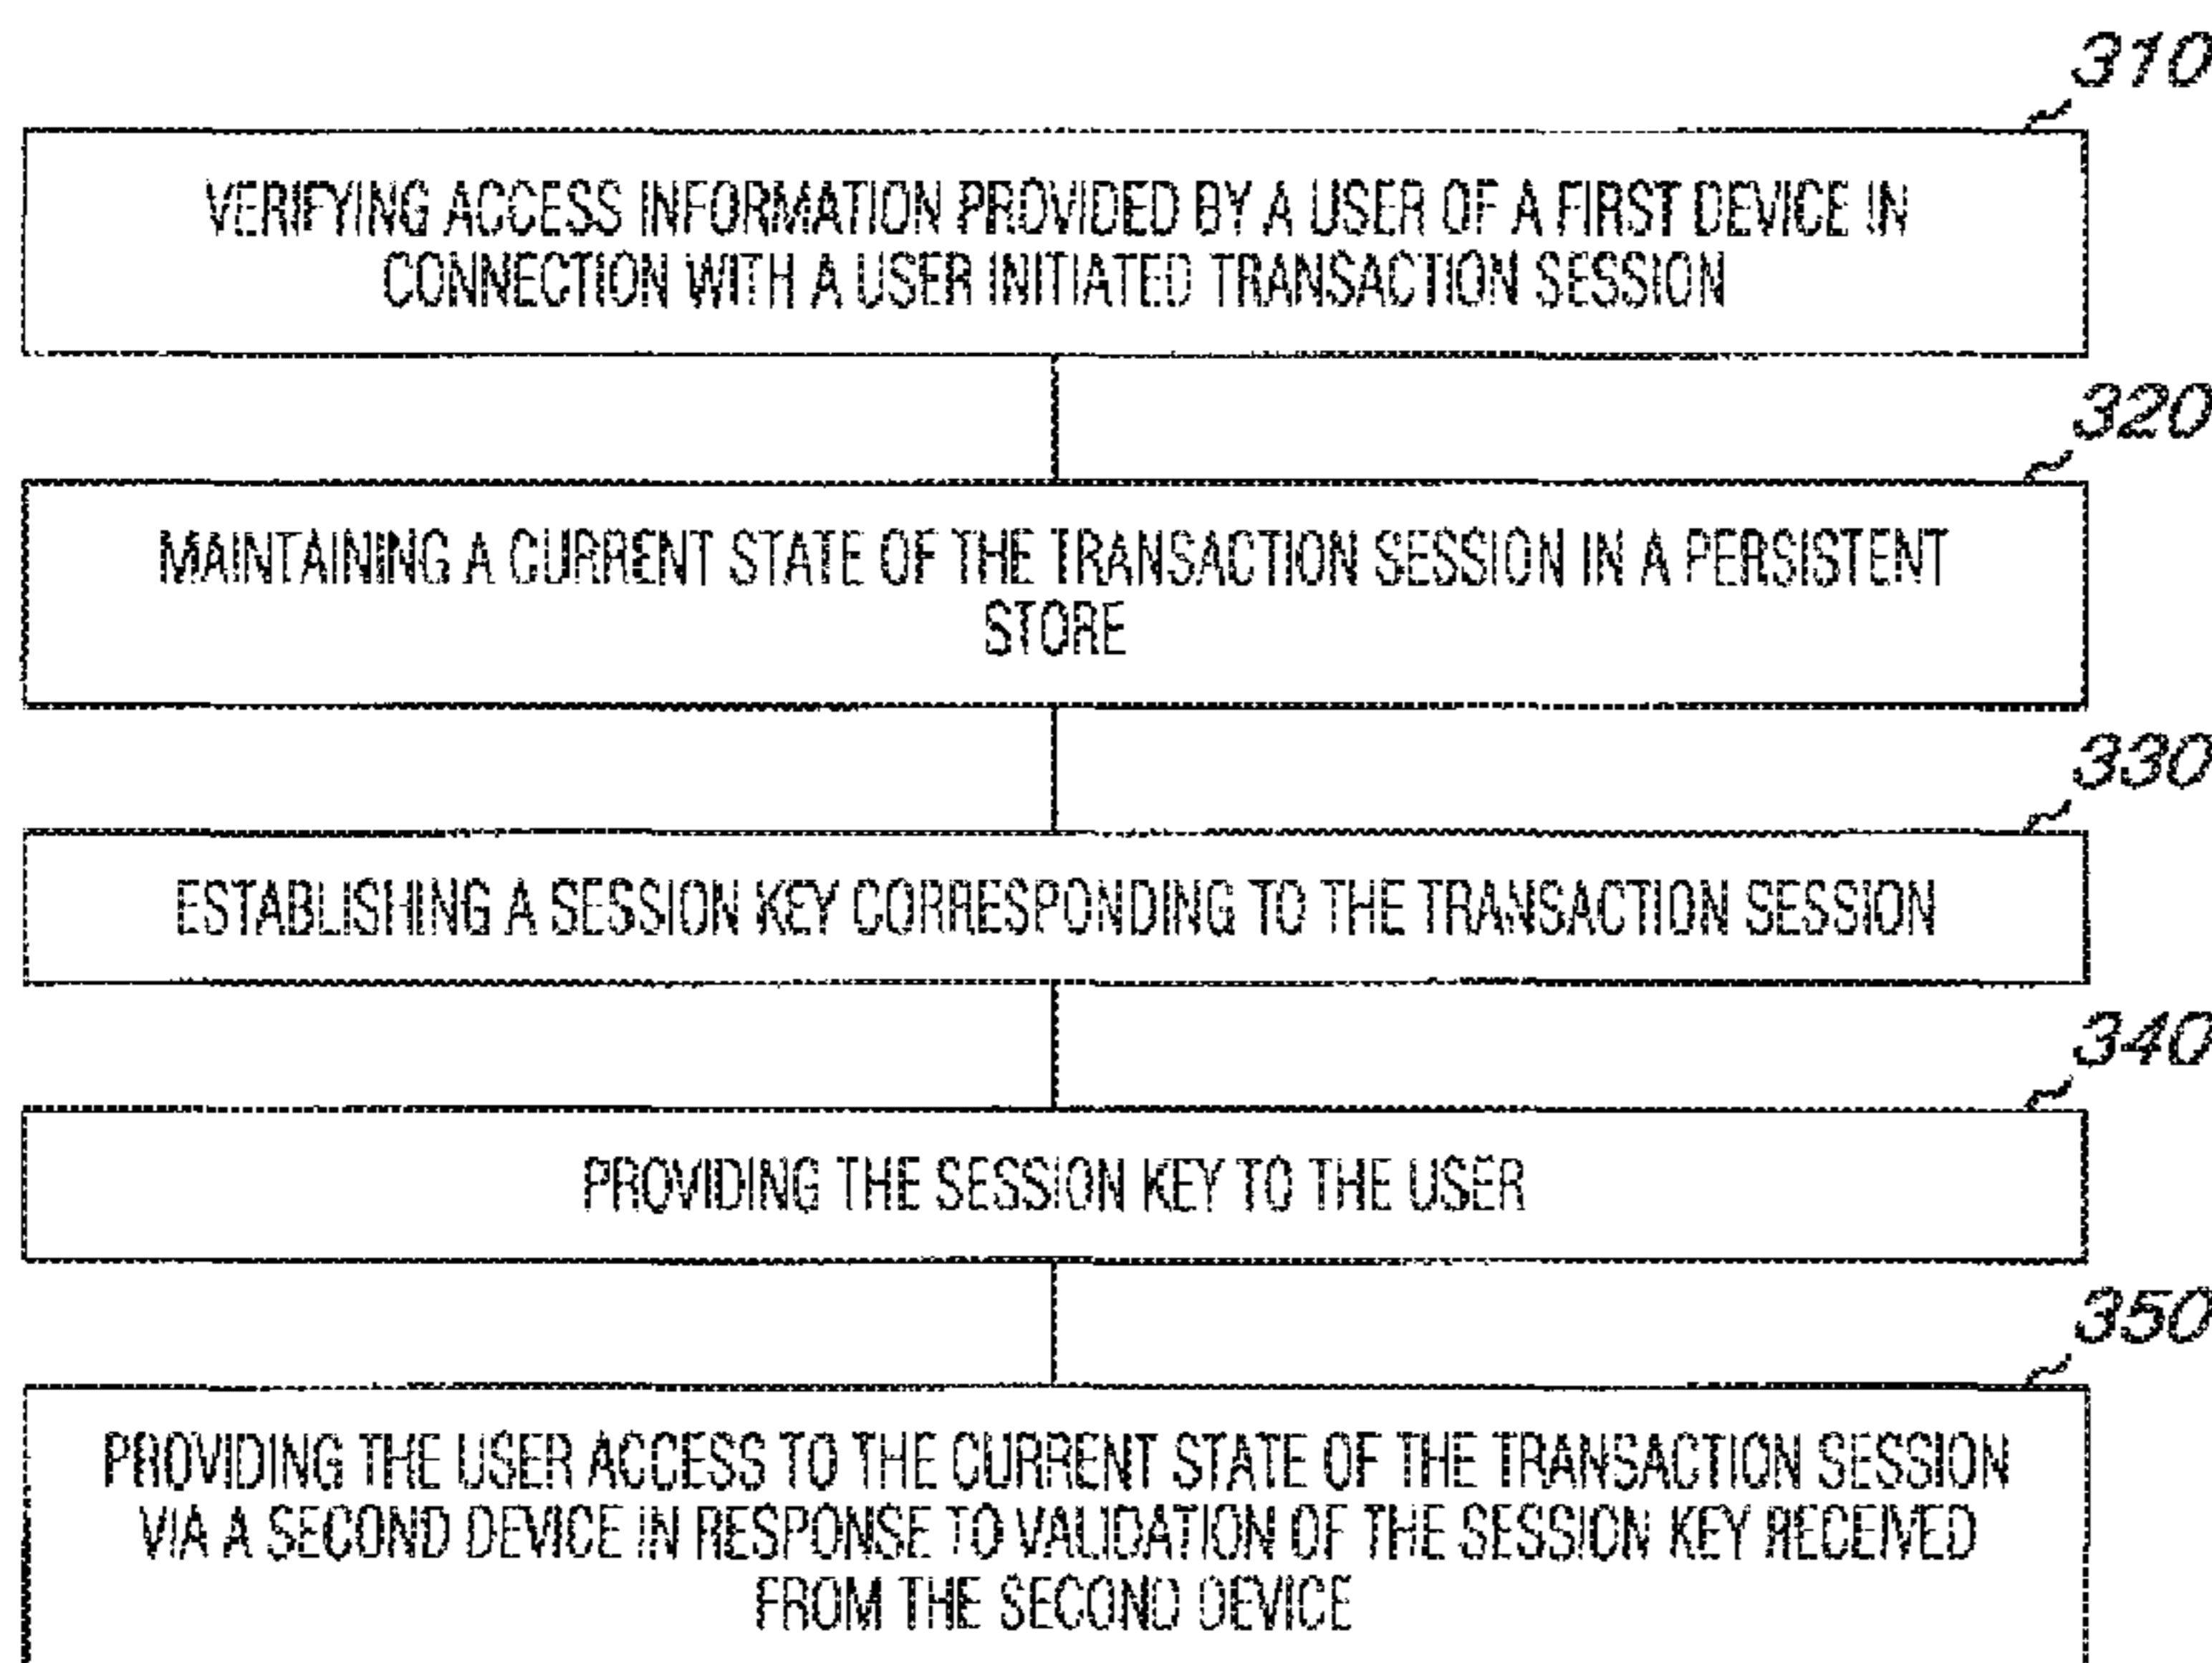 310
VERIFYING ACCESS INFORMATION PROVIDED BY A USER OF A FIRST DEVICE IN
CONNECTION WITH A USER INITIATED TRANSACTION SESSION
320
MAINTAINING A CURRENT STATE OF THE TRANSACTION SESSION IN A PERSISTENT
STORE
330
ESTABLISHING A SESSION KEY CORRESPONDING TO THE TRANSACTION SESSION
340
PROVIDING THE SESSION KEY TO THE USER
350
PROVIDING THE USER ACCESS TO THE CURRENT STATE OF THE TRANSACTION SESSION
VIA A SECOND DEVICE IN RESPONSE TO VALIDATION OF THE SESSION KEY RECEIVED
FROM THE SECOND DEVICE